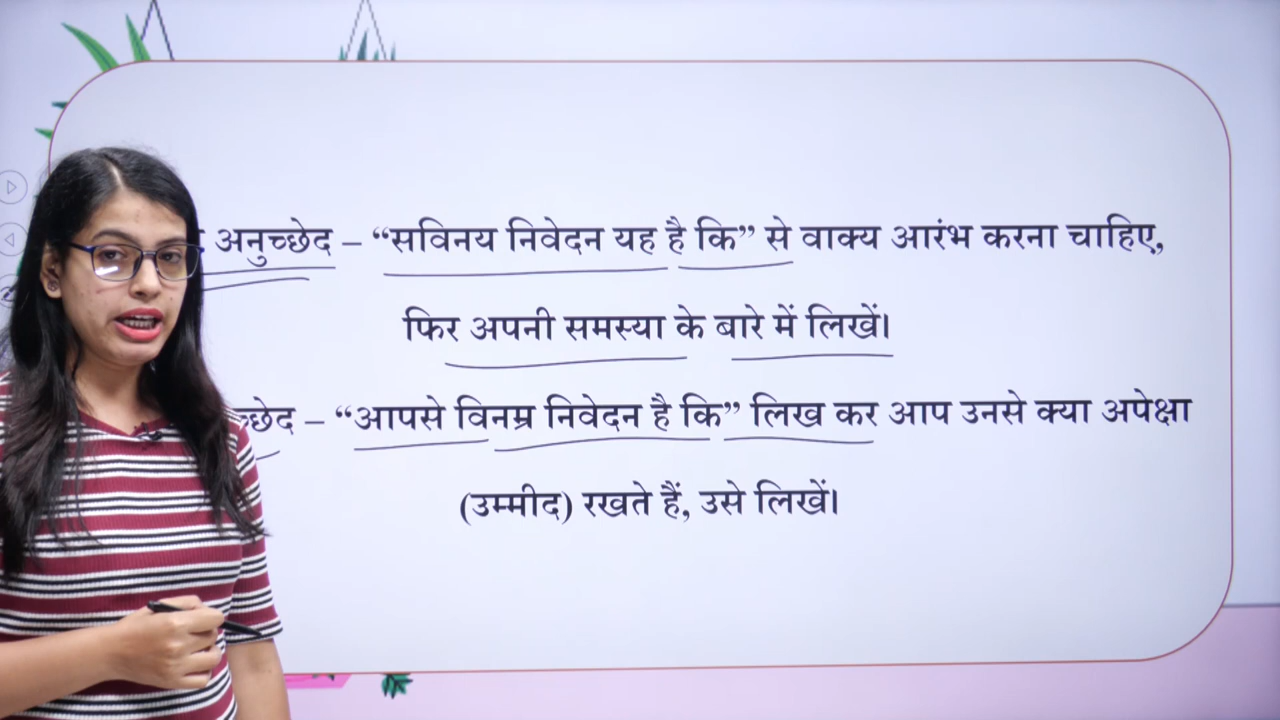 अनुच्छेद – “सविनय निवेदन यह है कि” से वाक्य आरंभ करना चाहिए,
फिर अपनी समस्या के बारे में लिखें।
– “आपसे विनम्र निवेदन है कि” लिख कर आप उनसे क्या अपेक्षा
(उम्मीद) रखते हैं, उसे लिखें।